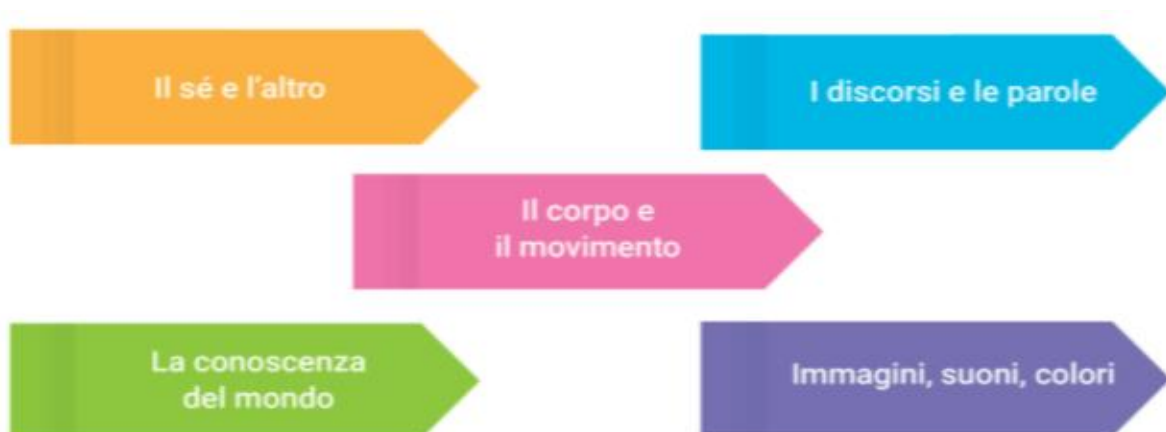 Il sé e l'altro
I discorsi e le parole
Il corpo e
il movimento
La conoscenza
del mondo
Immagini, suoni, colori